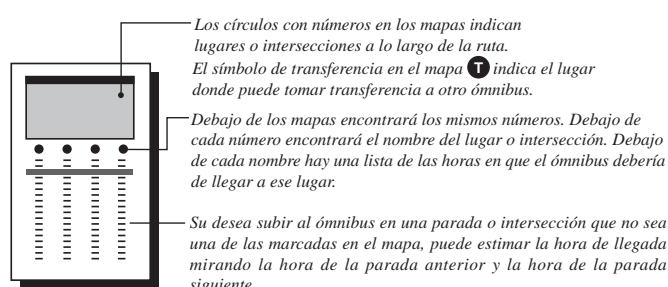 Los círculos con números en los mapas indican
lugares o intersecciones a lo largo de la ruta.
El símbolo de transferencia en el mapa T indica el lugar
donde puede tomar transferencia a otro ómnibus.
Debajo de los mapas encontrará los mismos números. Debajo de
cada número encontrará el nombre del lugar o intersección. Debajo
de cada nombre hay una lista de las horas en que el ómnibus debería
de llegar a ese lugar.
Su desea subir al ómnibus en una parada o intersección que no sea
una de las marcadas en el mapa, puede estimar la hora de llegada
mirando la hora de la parada anterior y la hora de la parada
siguiente